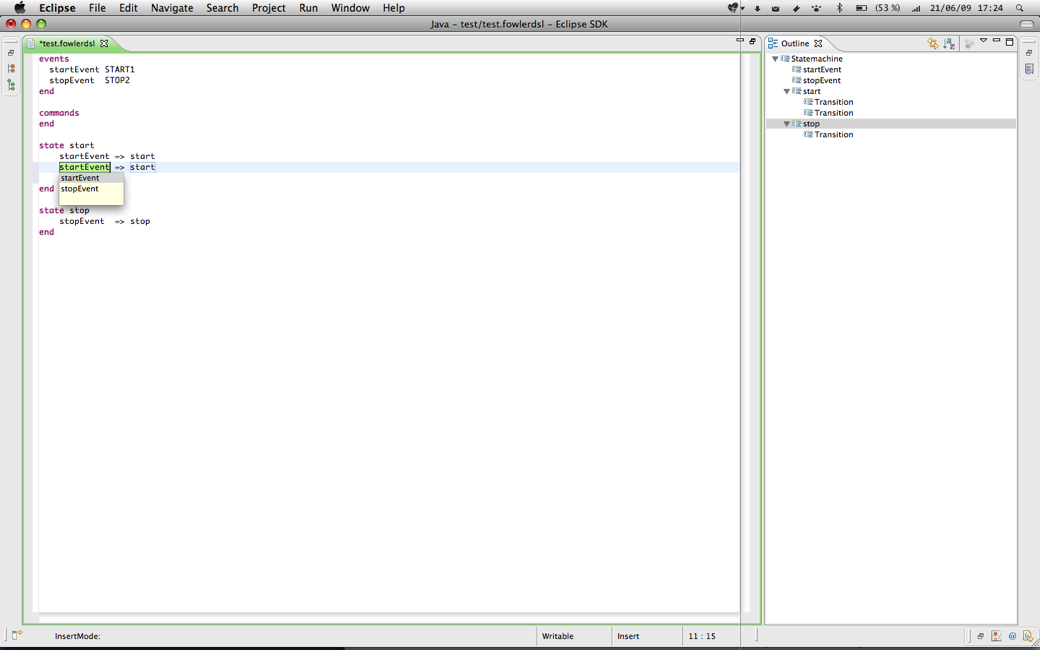 Eclipse File Edit Navigate Search Project Run Window Help (53 %) 21/06/09 17:24
Java – test/test.fowlerdsl – Eclipse SDK
*test.fowlerdsl
events
startEvent START1
stopEvent STOP2
end
commands
end
state start
startEvent => start
startEvent => start
startEvent
stopEvent
end
state stop
stopEvent => stop
end
Outline
Statemachine
startEvent
stopEvent
start
Transition
Transition
stop
Transition
InsertMode: Writable Insert 11 : 15